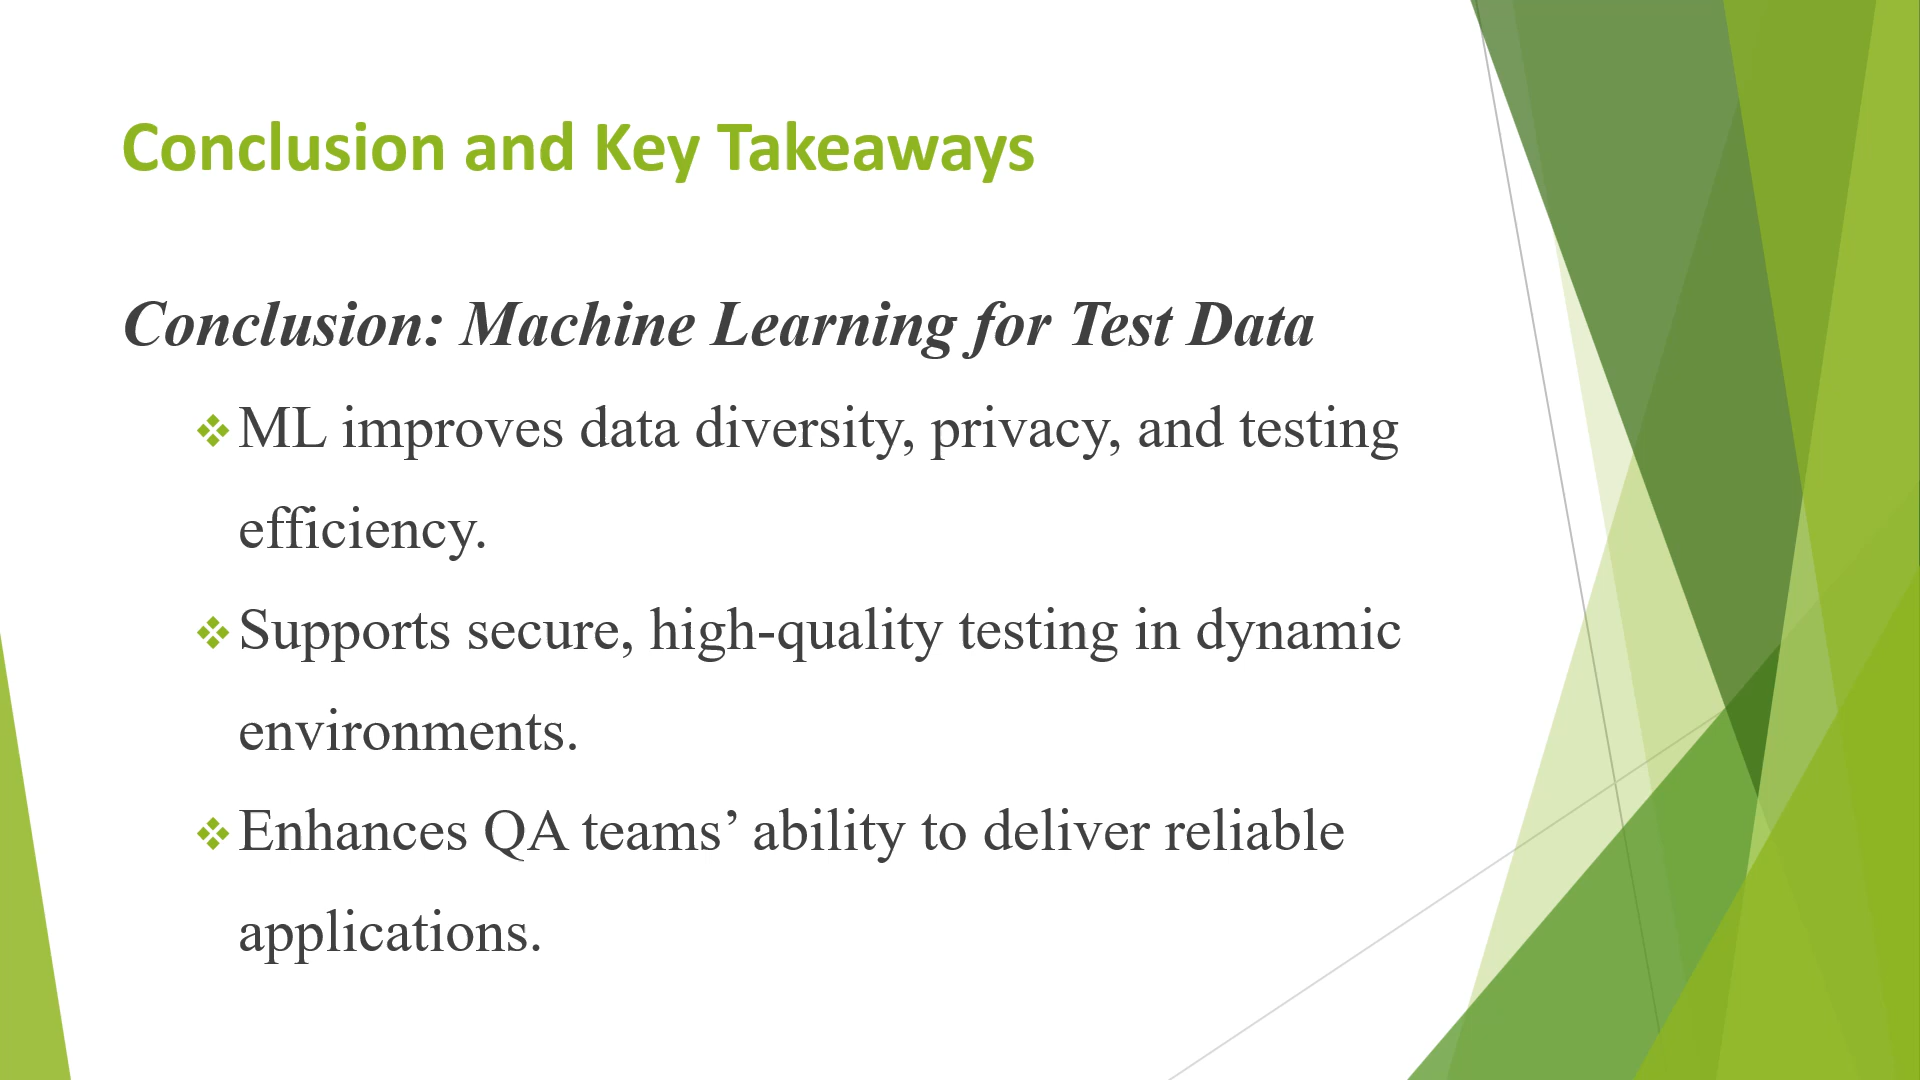 Conclusion and Key Takeaways
Conclusion: Machine Learning for Test Data
ML improves data diversity, privacy, and testing
efficiency.
Supports secure, high-quality testing in dynamic
environments.
Enhances QA teams’ ability to deliver reliable
applications.